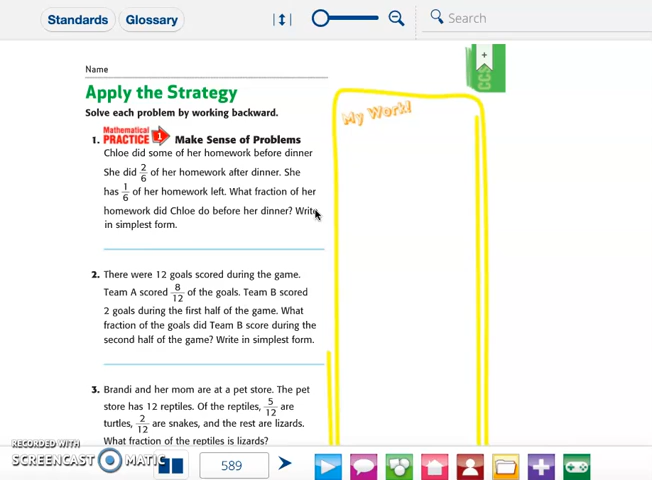 Standards
Glossary
Search
Name
Apply the Strategy
Solve each problem by working backward.
My Work!
1. Mathematical PRACTICE 1 Make Sense of Problems
Chloe did some of her homework before dinner
She did 2/6 of her homework after dinner. She
has 1/6 of her homework left. What fraction of her
homework did Chloe do before her dinner? Write
in simplest form.
2. There were 12 goals scored during the game.
Team A scored 8/12 of the goals. Team B scored
2 goals during the first half of the game. What
fraction of the goals did Team B score during the
second half of the game? Write in simplest form.
3. Brandi and her mom are at a pet store. The pet
store has 12 reptiles. Of the reptiles, 5/12 are
turtles, 2/12 are snakes, and the rest are lizards.
What fraction of the reptiles is lizards?
RECORDED WITH
SCREENCAST MATIC
589